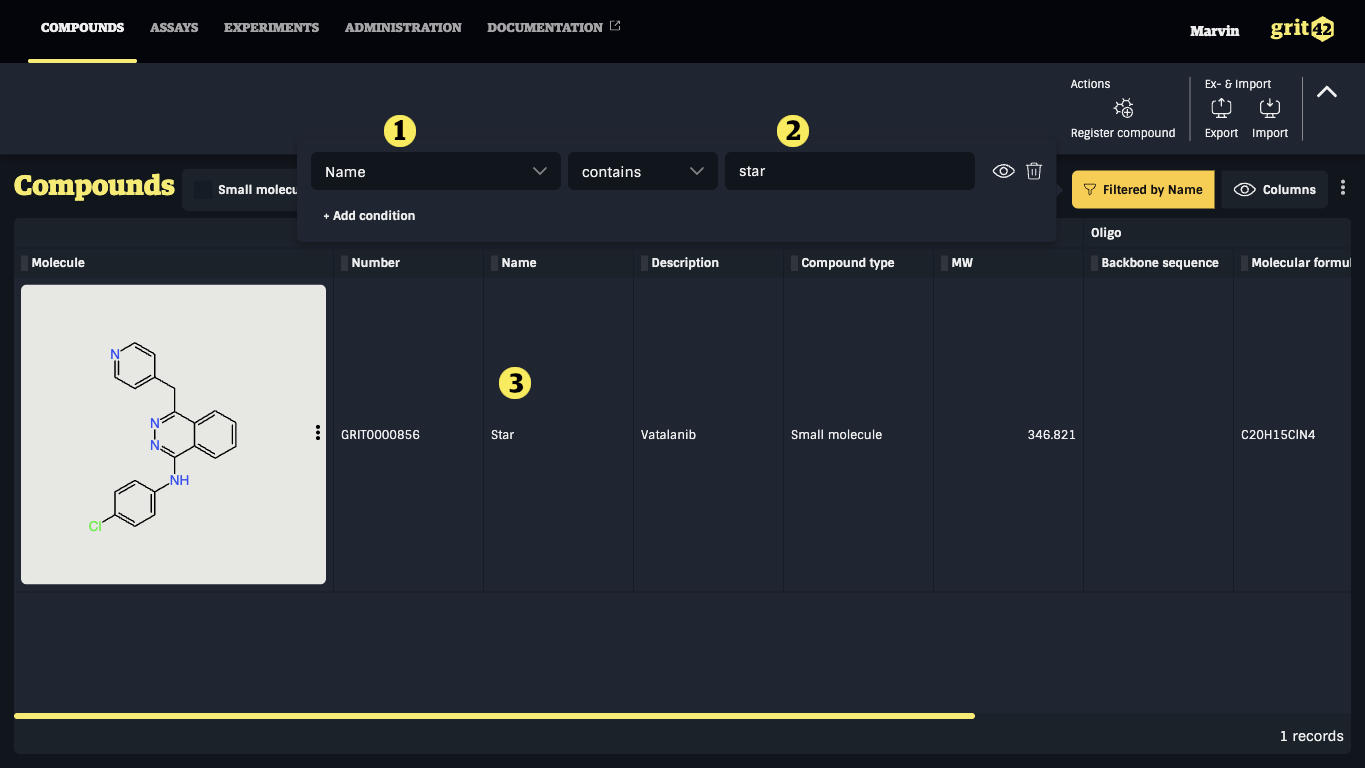 COMPOUNDS ASSAYS EXPERIMENTS ADMINISTRATION DOCUMENTATION Marvin grit42
Actions Ex- & Import
Register compound Export Import
1 2
Name contains star
Compounds Small molecu Filtered by Name Columns
+ Add condition
Oligo
Molecule Number Name Description Compound type MW Backbone sequence Molecular formul
N
3
N
N
GRIT0000856 Star Vatalanib Small molecule 346.821 C20H15ClN4
NH
Cl
1 records